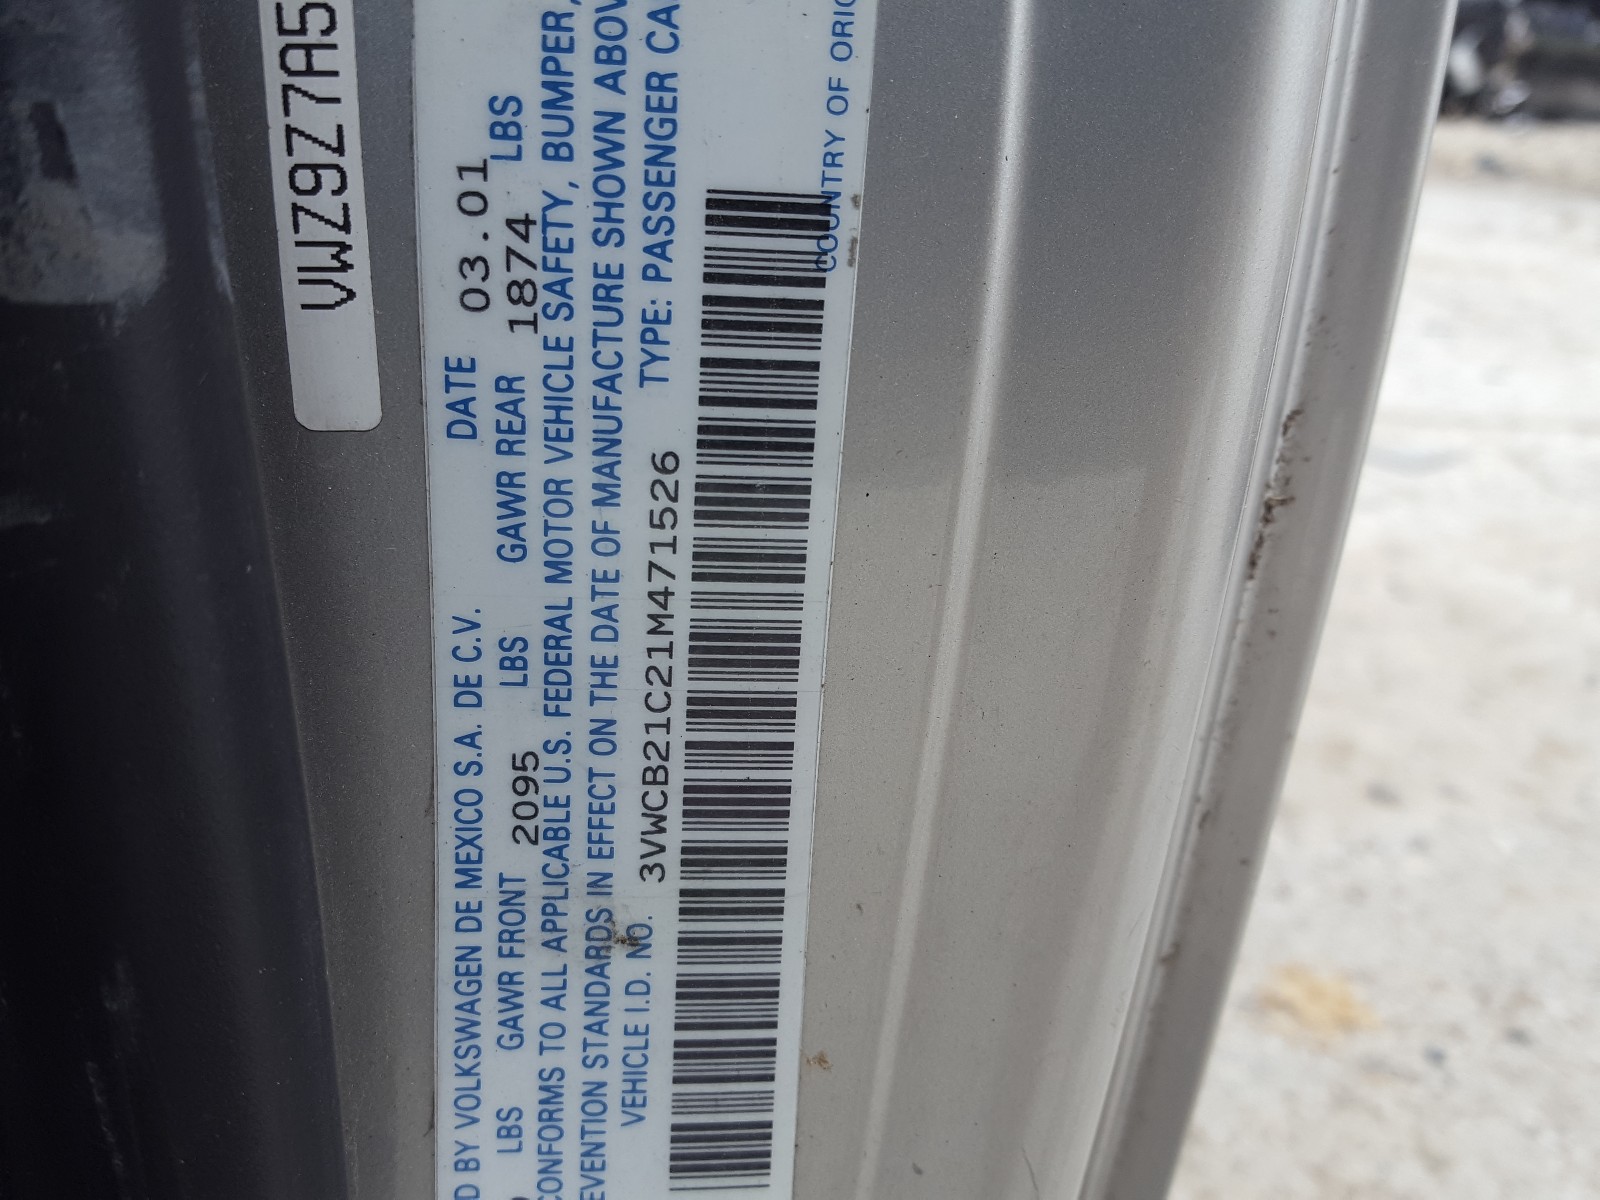 VWZ9Z7A5
D BY VOLKSWAGEN DE MEXICO S.A. DE C.V. DATE 03.01
LBS GAWR FRONT 2095 LBS GAWR REAR 1874 LBS
CONFORMS TO ALL APPLICABLE U.S. FEDERAL MOTOR VEHICLE SAFETY, BUMPER,
EVENTION STANDARDS IN EFFECT ON THE DATE OF MANUFACTURE SHOWN ABOV
VEHICLE I.D. NO. 3VWCB21C21M471526 TYPE: PASSENGER CA
COUNTRY OF ORIG